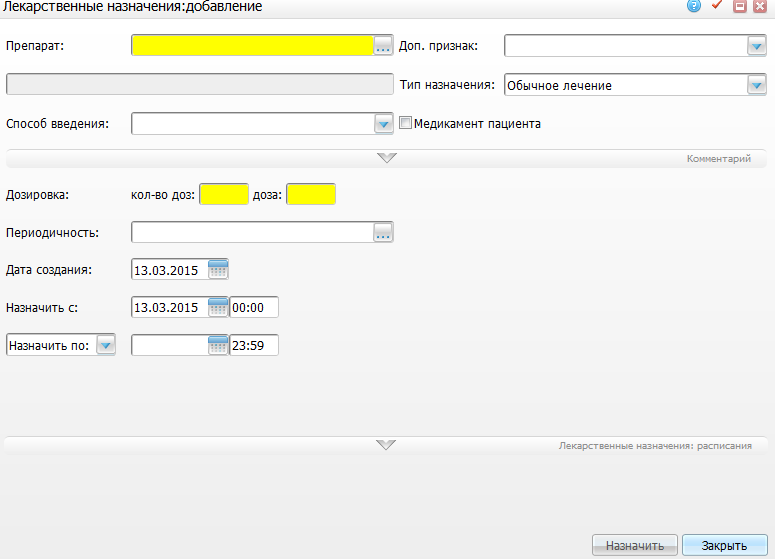 Лекарственные назначения:добавление
Препарат: ... Доп. признак:
Тип назначения: Обычное лечение
Способ введения: Медикамент пациента
Комментарий
Дозировка: кол-во доз: доза:
Периодичность: ...
Дата создания: 13.03.2015
Назначить с: 13.03.2015 00:00
Назначить по: 23:59
Лекарственные назначения: расписания
Назначить Закрыть